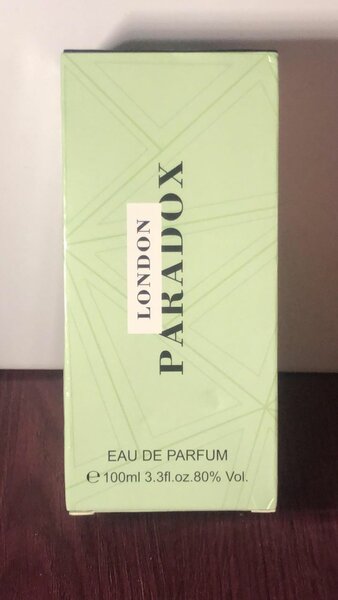 LONDON
PARADOX
EAU DE PARFUM
℮ 100ml 3.3fl.oz.80% Vol.